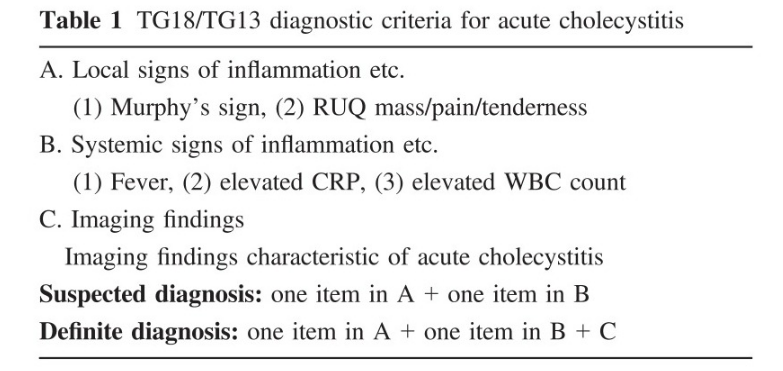 Table 1 TG18/TG13 diagnostic criteria for acute cholecystitis
A. Local signs of inflammation etc.
(1) Murphy’s sign, (2) RUQ mass/pain/tenderness
B. Systemic signs of inflammation etc.
(1) Fever, (2) elevated CRP, (3) elevated WBC count
C. Imaging findings
Imaging findings characteristic of acute cholecystitis
Suspected diagnosis: one item in A + one item in B
Definite diagnosis: one item in A + one item in B + C